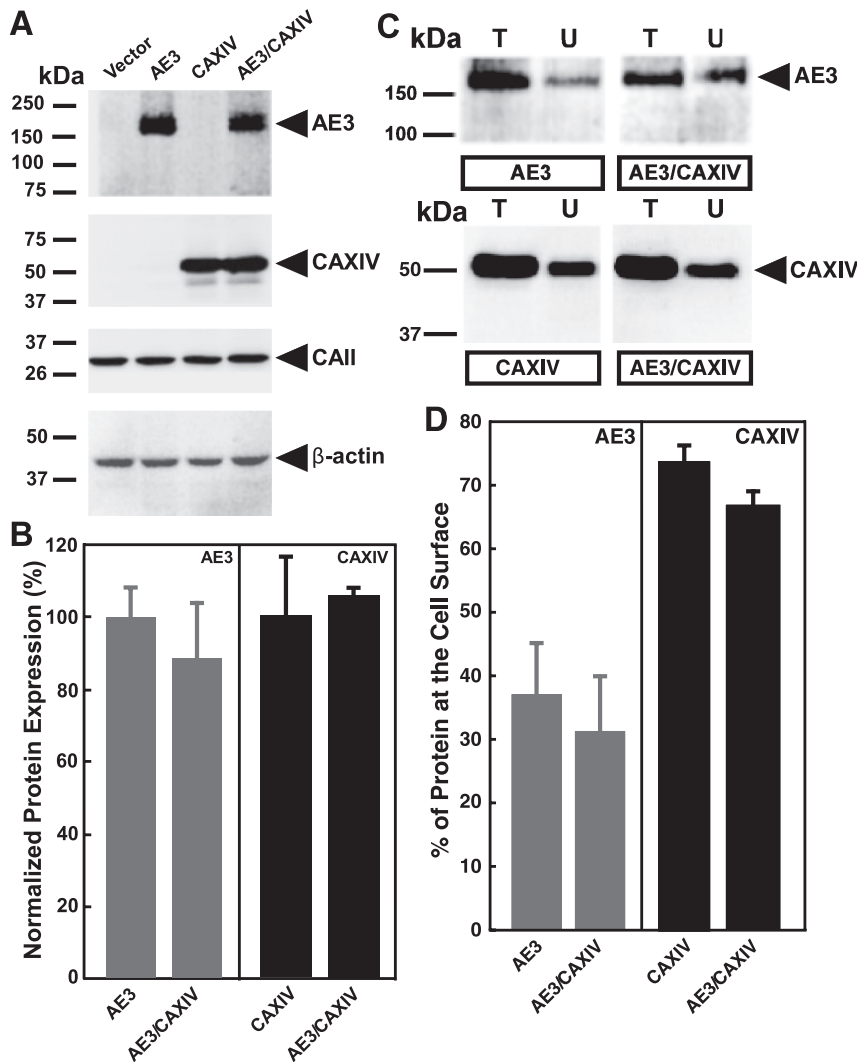 A
Vector AE3 CAXIV AE3/CAXIV
kDa
250
150
100
75
AE3
75
50
37
CAXIV
37
26
CAII
50
37
β-actin
C
kDa T U T U
150
100
AE3
AE3 AE3/CAXIV
kDa T U T U
50
37
CAXIV
CAXIV AE3/CAXIV
B
Normalized Protein Expression (%)
120
100
80
60
40
20
0
AE3 CAXIV
AE3 AE3/CAXIV CAXIV AE3/CAXIV
D
% of Protein at the Cell Surface
80
70
60
50
40
30
20
10
0
AE3 CAXIV
AE3 AE3/CAXIV CAXIV AE3/CAXIV